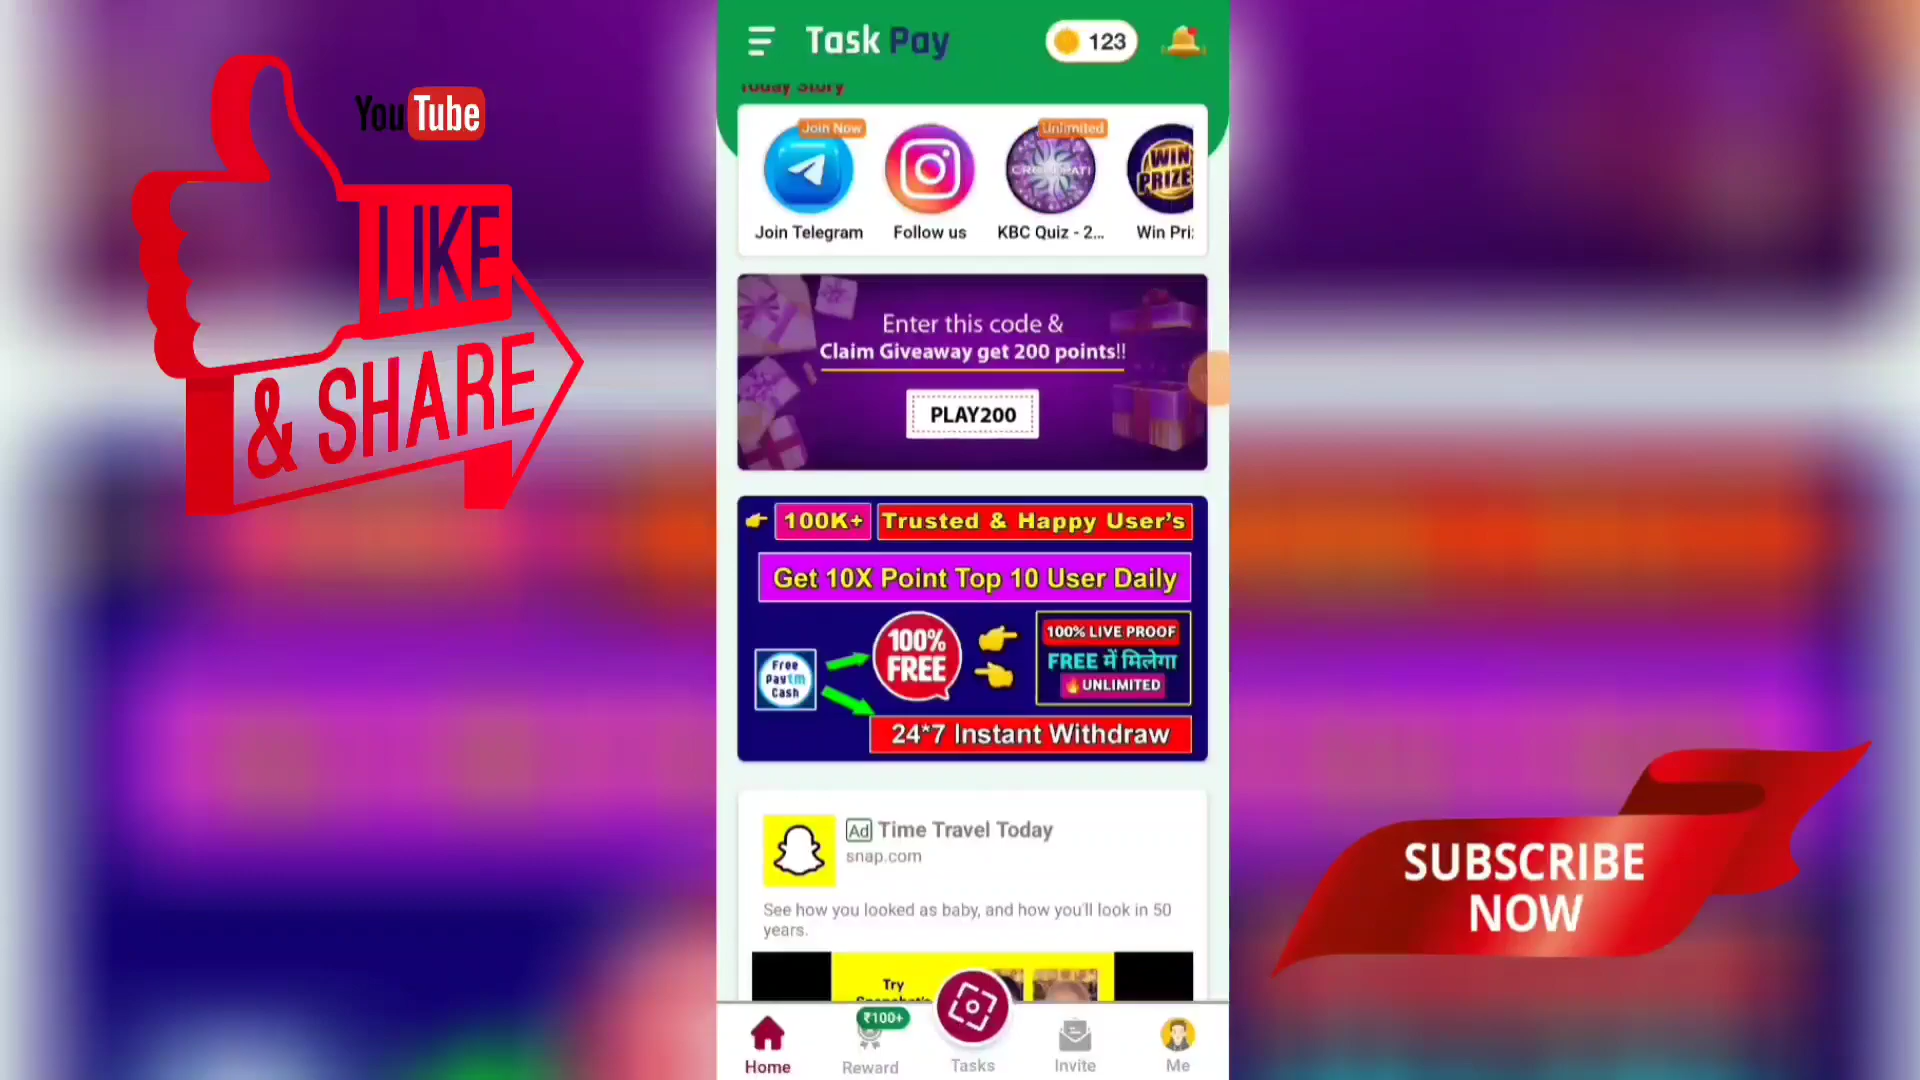 YouTube
LIKE
& SHARE
Task Pay
123
Today Story
Join Now
Unlimited
WIN
PRIZE
Join Telegram
Follow us
KBC Quiz - 2...
Win Pri
Enter this code &
Claim Giveaway get 200 points!!
PLAY200
100K+ Trusted & Happy User's
Get 10X Point Top 10 User Daily
Free
Paytm
Cash
100%
FREE
100% LIVE PROOF
FREE में मिलेगा
UNLIMITED
24*7 Instant Withdraw
Ad Time Travel Today
snap.com
See how you looked as baby, and how you'll look in 50
years.
Try
₹100+
Home
Reward
Tasks
Invite
Me
SUBSCRIBE
NOW